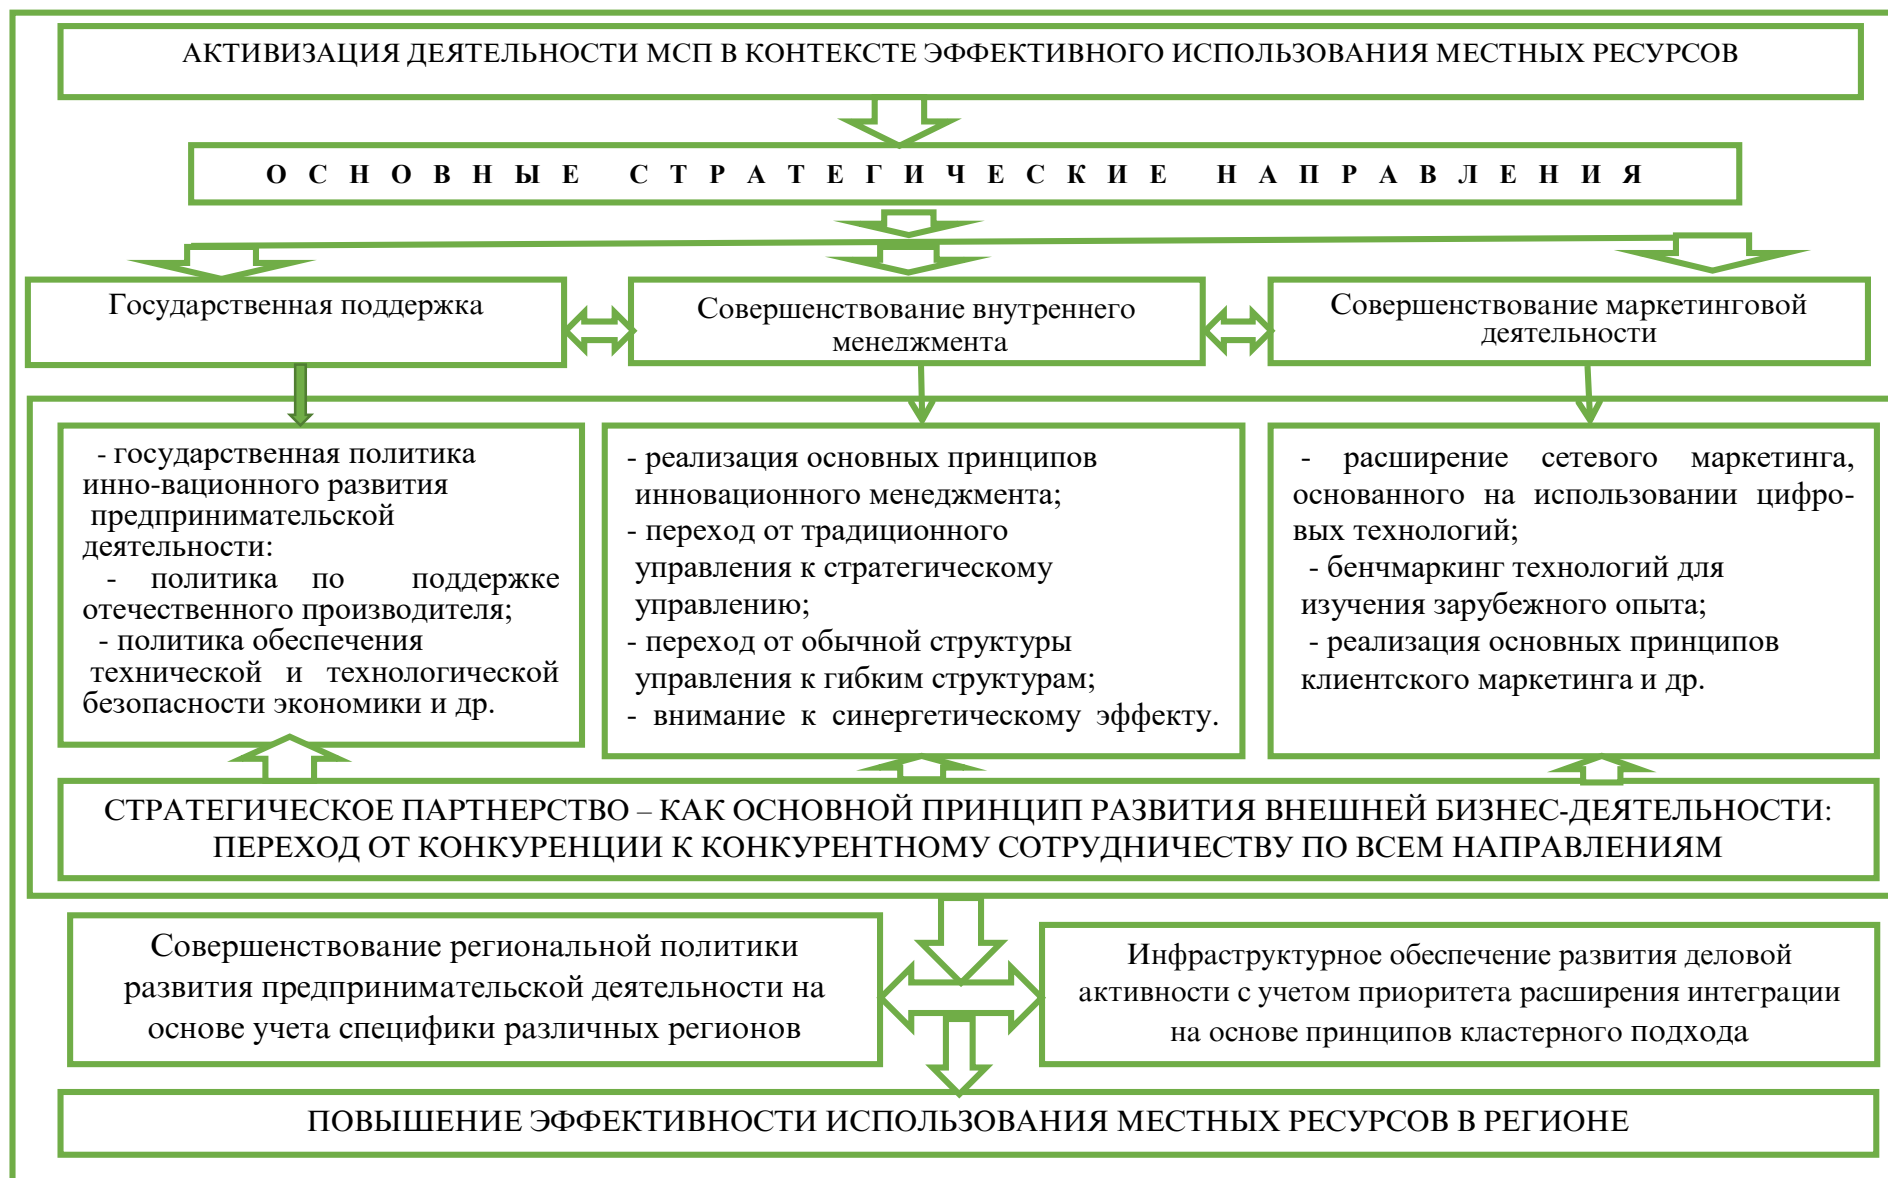 АКТИВИЗАЦИЯ ДЕЯТЕЛЬНОСТИ МСП В КОНТЕКСТЕ ЭФФЕКТИВНОГО ИСПОЛЬЗОВАНИЯ МЕСТНЫХ РЕСУРСОВ
ОСНОВНЫЕ СТРАТЕГИЧЕСКИЕ НАПРАВЛЕНИЯ
Государственная поддержка
Совершенствование внутреннего
менеджмента
Совершенствование маркетинговой
деятельности
- государственная политика
инно-вационного развития
предпринимательской
деятельности:
- политика по поддержке
отечественного производителя;
- политика обеспечения
технической и технологической
безопасности экономики и др.
- реализация основных принципов
инновационного менеджмента;
- переход от традиционного
управления к стратегическому
управлению;
- переход от обычной структуры
управления к гибким структурам;
- внимание к синергетическому эффекту.
- расширение сетевого маркетинга,
основанного на использовании цифро-
вых технологий;
- бенчмаркинг технологий для
изучения зарубежного опыта;
- реализация основных принципов
клиентского маркетинга и др.
СТРАТЕГИЧЕСКОЕ ПАРТНЕРСТВО – КАК ОСНОВНОЙ ПРИНЦИП РАЗВИТИЯ ВНЕШНЕЙ БИЗНЕС-ДЕЯТЕЛЬНОСТИ:
ПЕРЕХОД ОТ КОНКУРЕНЦИИ К КОНКУРЕНТНОМУ СОТРУДНИЧЕСТВУ ПО ВСЕМ НАПРАВЛЕНИЯМ
Совершенствование региональной политики
развития предпринимательской деятельности на
основе учета специфики различных регионов
Инфраструктурное обеспечение развития деловой
активности с учетом приоритета расширения интеграции
на основе принципов кластерного подхода
ПОВЫШЕНИЕ ЭФФЕКТИВНОСТИ ИСПОЛЬЗОВАНИЯ МЕСТНЫХ РЕСУРСОВ В РЕГИОНЕ